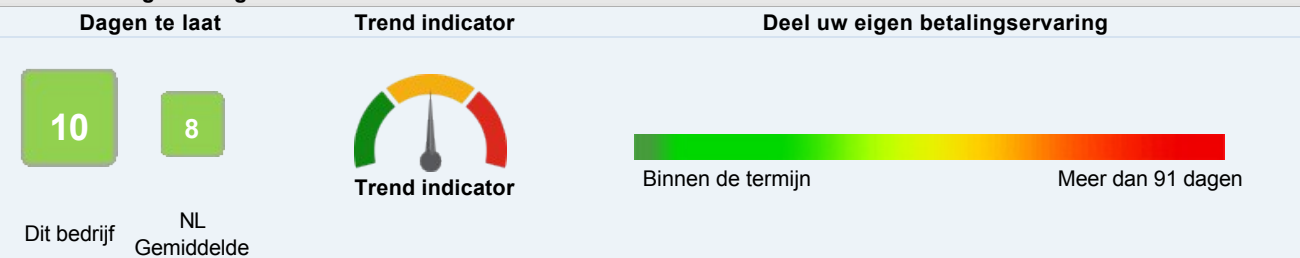 Dagen te laat
Trend indicator
Deel uw eigen betalingservaring
10
8
Trend indicator
Binnen de termijn
Meer dan 91 dagen
Dit bedrijf
NL
Gemiddelde